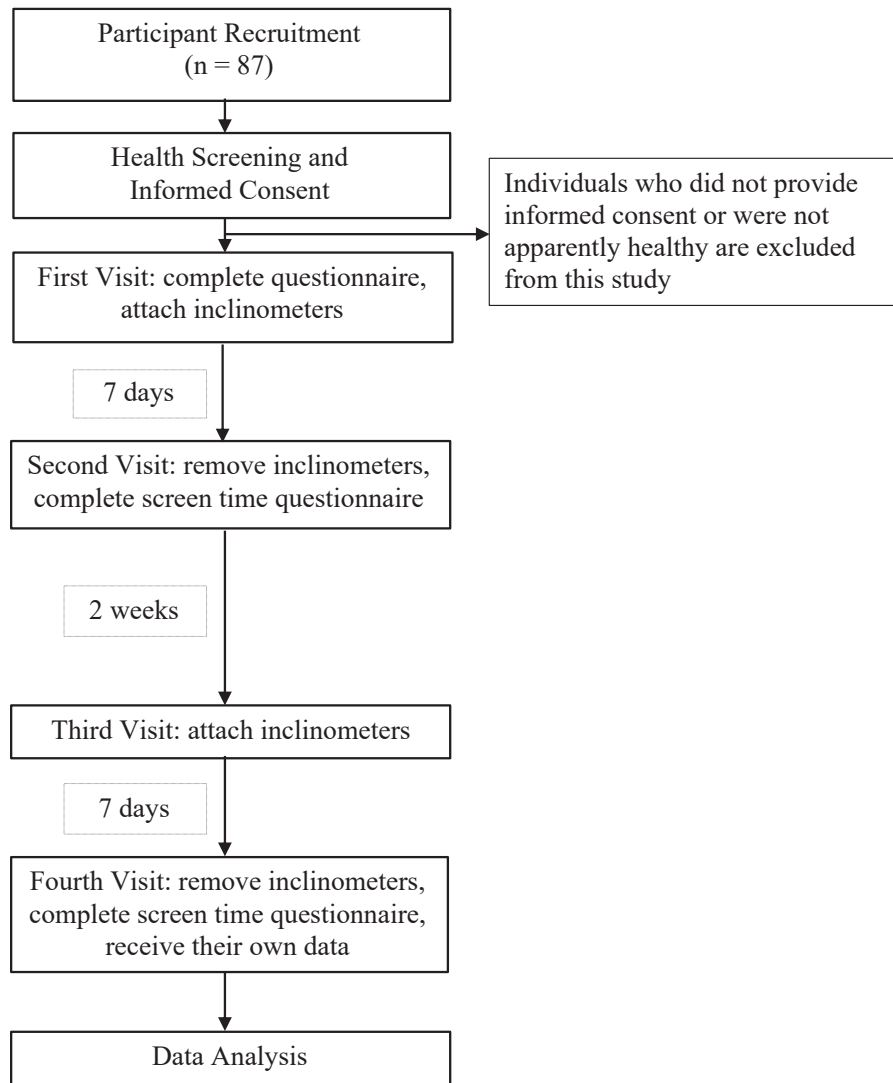 Participant Recruitment
(n = 87)
Health Screening and
Informed Consent
Individuals who did not provide
informed consent or were not
apparently healthy are excluded
from this study
First Visit: complete questionnaire,
attach inclinometers
7 days
Second Visit: remove inclinometers,
complete screen time questionnaire
2 weeks
Third Visit: attach inclinometers
7 days
Fourth Visit: remove inclinometers,
complete screen time questionnaire,
receive their own data
Data Analysis